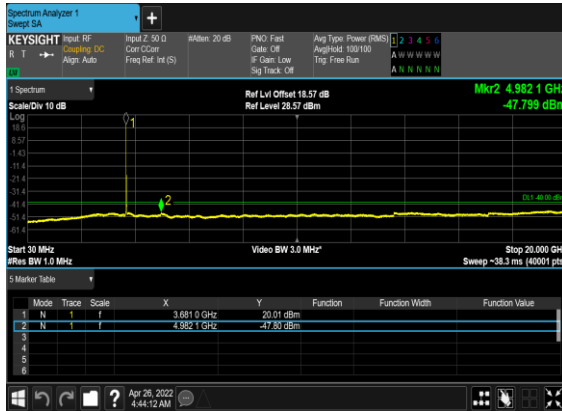 Spectrum Analyzer 1
Swept SA
+
KEYSIGHT Input: RF Input Z: 50 Ω #Atten: 20 dB PNO: Fast Avg Type: Power (RMS) 1 2 3 4 5 6
R T Coupling: DC Corr CCorr Gate: Off Avg|Hold: 100/100 A W W W W W
Align: Auto Freq Ref: Int (S) IF Gain: Low Trig: Free Run
Sig Track: Off A N N N N N
1 Spectrum
Scale/Div 10 dB Ref Lvl Offset 18.57 dB Mkr2 4.982 1 GHz
Ref Level 28.57 dBm -47.799 dBm
Log
18.6
8.57
-1.43
-11.4
-21.4
-31.4
-41.4
-51.4
-61.4
1
2
DL1 -40.00 dBm
Start 30 MHz Video BW 3.0 MHz* Stop 20.000 GHz
#Res BW 1.0 MHz Sweep ~38.3 ms (40001 pts)
5 Marker Table
Mode Trace Scale X Y Function Function Width Function Value
1 N 1 f 3.681 0 GHz 20.01 dBm
2 N 1 f 4.982 1 GHz -47.80 dBm
3
4
5
6
?
Apr 26, 2022
4:44:12 AM